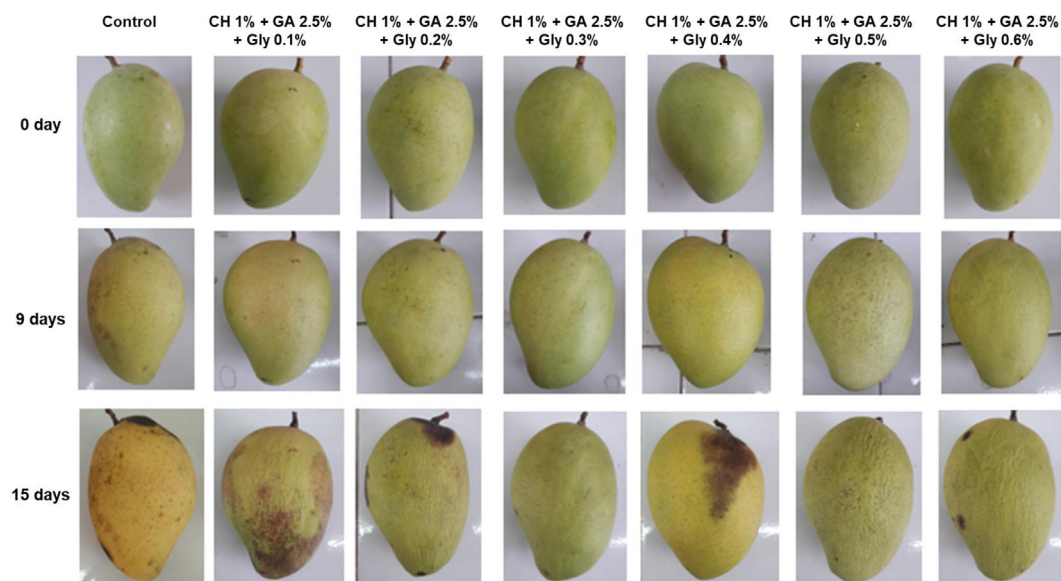 Control
CH 1% + GA 2.5%
+ Gly 0.1%
CH 1% + GA 2.5%
+ Gly 0.2%
CH 1% + GA 2.5%
+ Gly 0.3%
CH 1% + GA 2.5%
+ Gly 0.4%
CH 1% + GA 2.5%
+ Gly 0.5%
CH 1% + GA 2.5%
+ Gly 0.6%
0 day
9 days
15 days